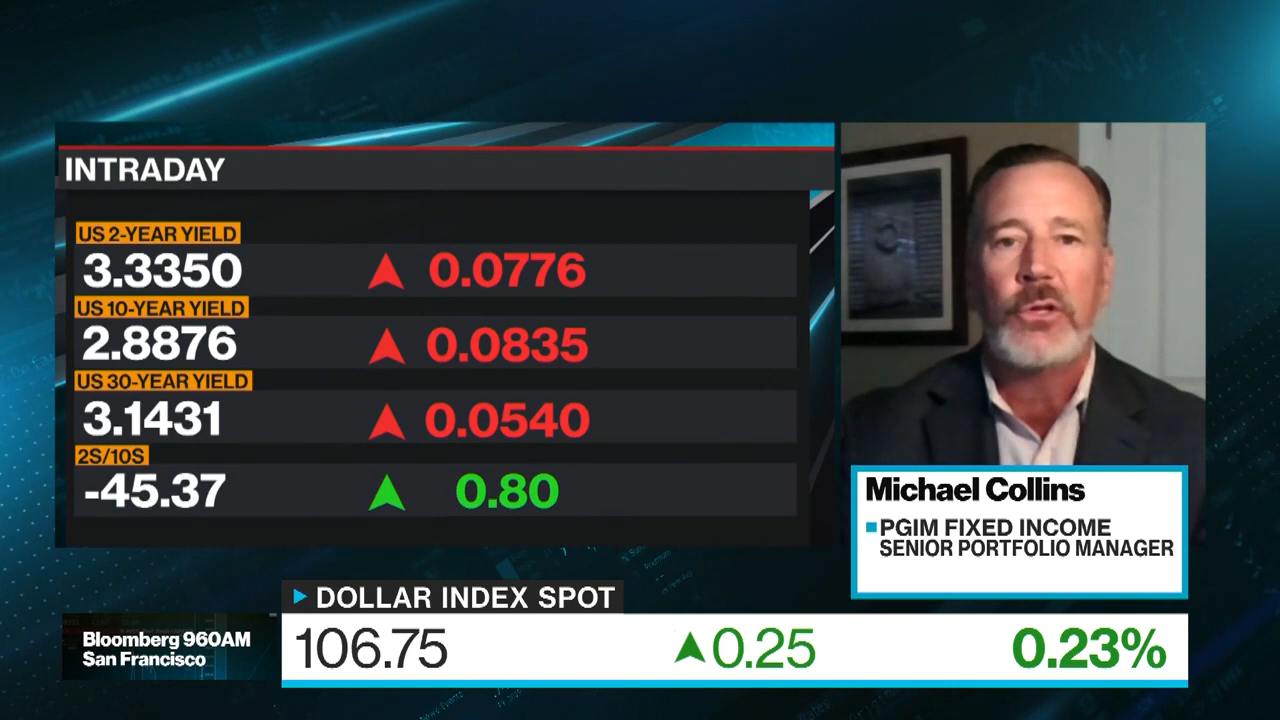 INTRADAY
US 2-YEAR YIELD
3.3350 ▲ 0.0776
US 10-YEAR YIELD
2.8876 ▲ 0.0835
US 30-YEAR YIELD
3.1431 ▲ 0.0540
2S/10S
-45.37 ▲ 0.80
Michael Collins
PGIM FIXED INCOME
SENIOR PORTFOLIO MANAGER
DOLLAR INDEX SPOT
106.75 ▲ 0.25 0.23%
Bloomberg 960AM
San Francisco